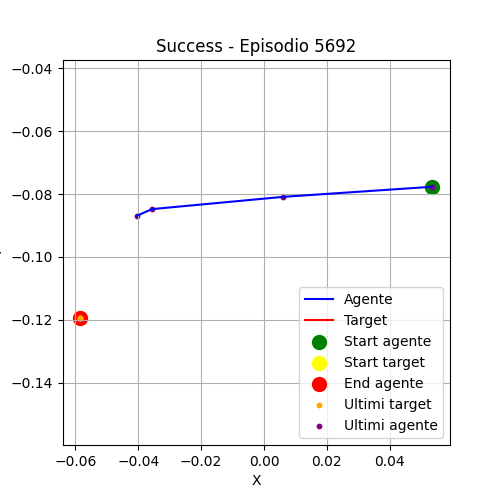 Success - Episodio 5692
−0.04
−0.06
−0.08
−0.10
−0.12
−0.14
−0.06
−0.04
−0.02
0.00
0.02
0.04
X
Agente
Target
Start agente
Start target
End agente
Ultimi target
Ultimi agente